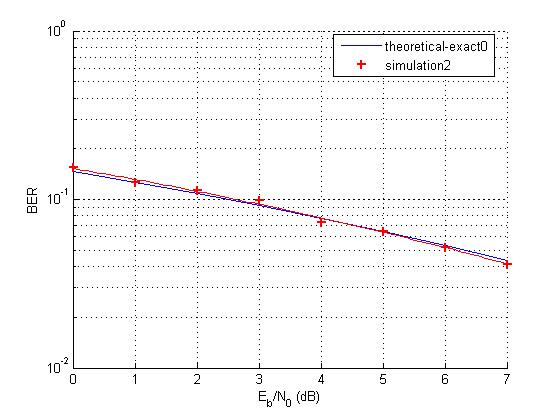 10^0
theoretical-exact0
simulation2
BER
10^-1
10^-2
0 1 2 3 4 5 6 7
E_b/N_0 (dB)